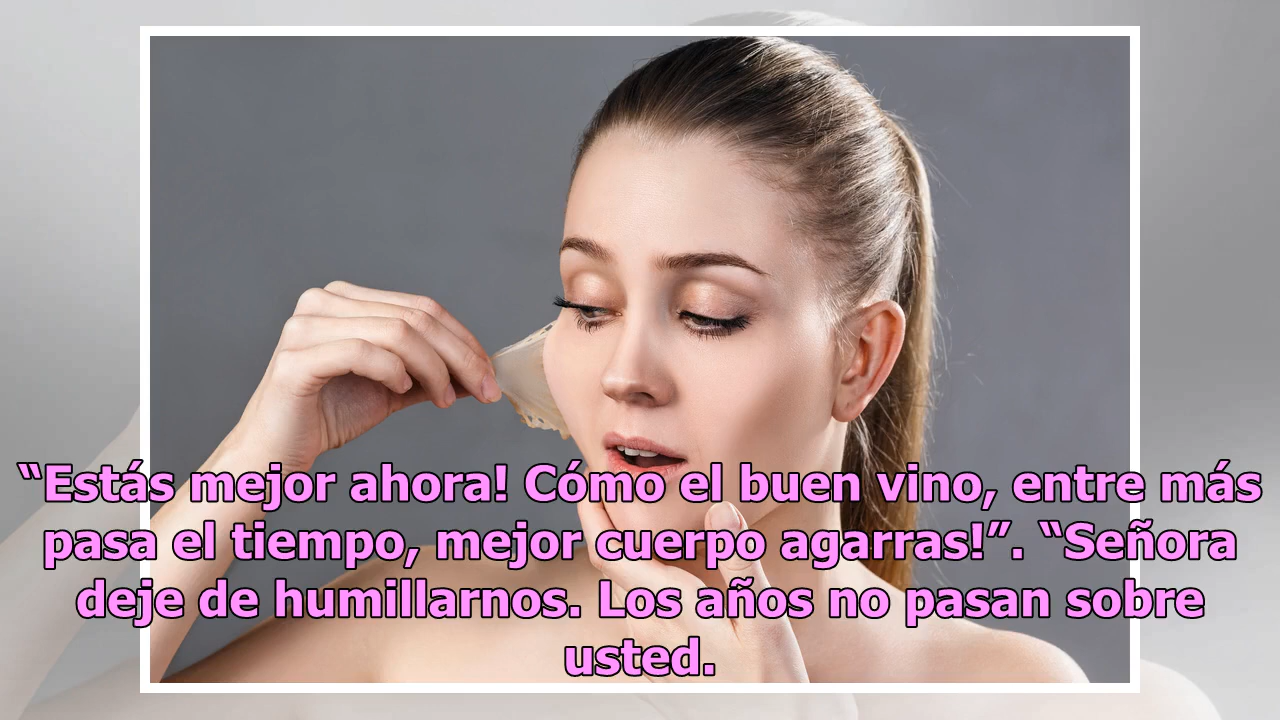 “Estás mejor ahora! Cómo el buen vino, entre más
pasa el tiempo, mejor cuerpo agarras!”. “Señora
deje de humillarnos. Los años no pasan sobre
usted.